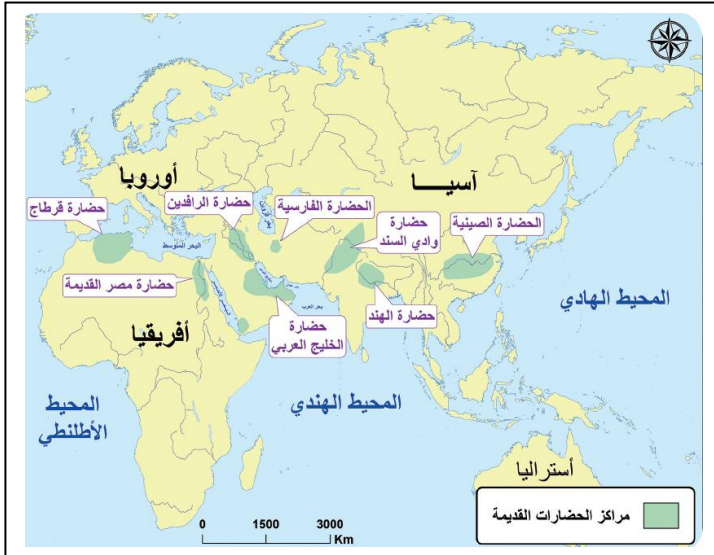 أوروبا
آسيـــا
حضارة قرطاج
حضارة الرافدين
الحضارة الفارسية
حضارة
وادي السند
الحضارة الصينية
بحر قزوين
البحر المتوسط
حضارة مصر القديمة
بحر العرب
حضارة
الخليج العربي
حضارة الهند
المحيط الهادي
أفريقيا
المحيط
الأطلنطي
المحيط الهندي
أستراليا
مراكز الحضارات القديمة
0 1500 3000
Km